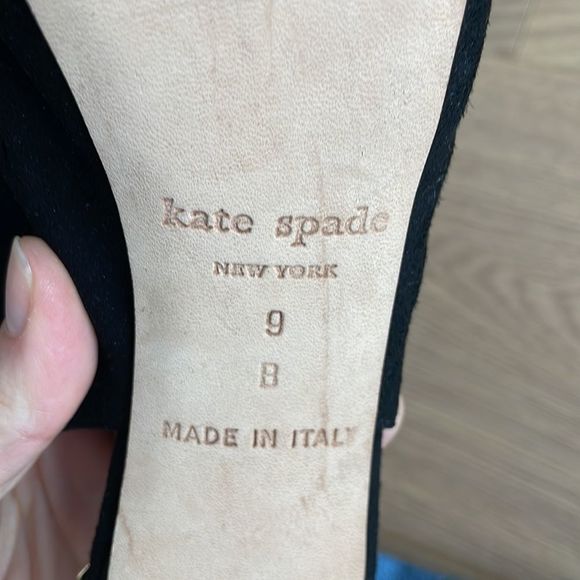 kate spade
NEW YORK
9
B
MADE IN ITALY